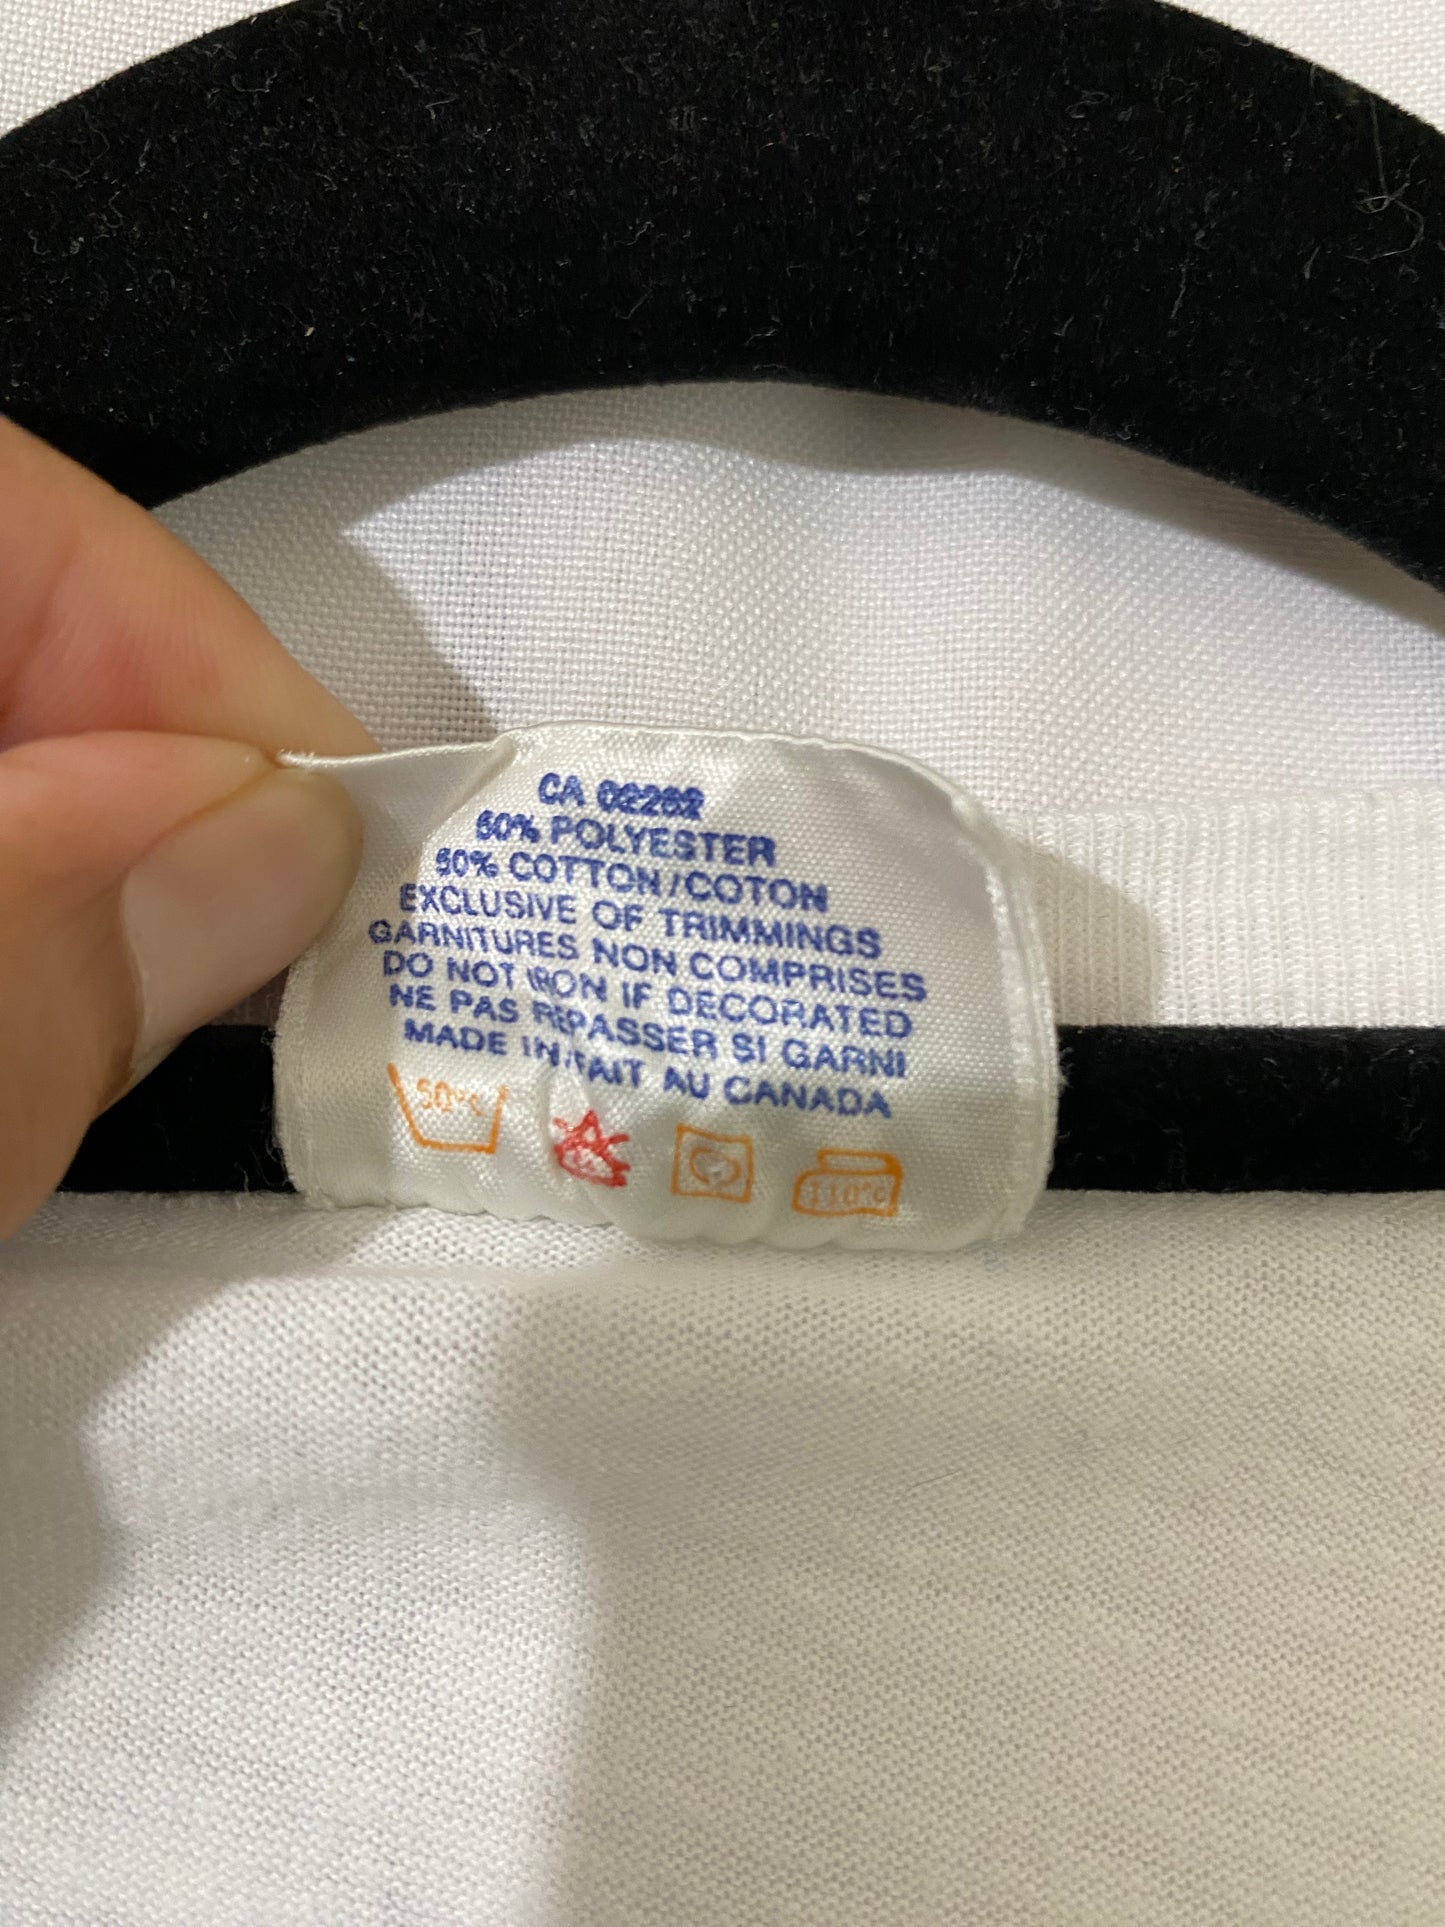 CA 02262
50% POLYESTER
50% COTTON/COTON
EXCLUSIVE OF TRIMMINGS
GARNITURES NON COMPRISES
DO NOT IRON IF DECORATED
NE PAS REPASSER SI GARNI
MADE IN/FAIT AU CANADA
50°C 110°C